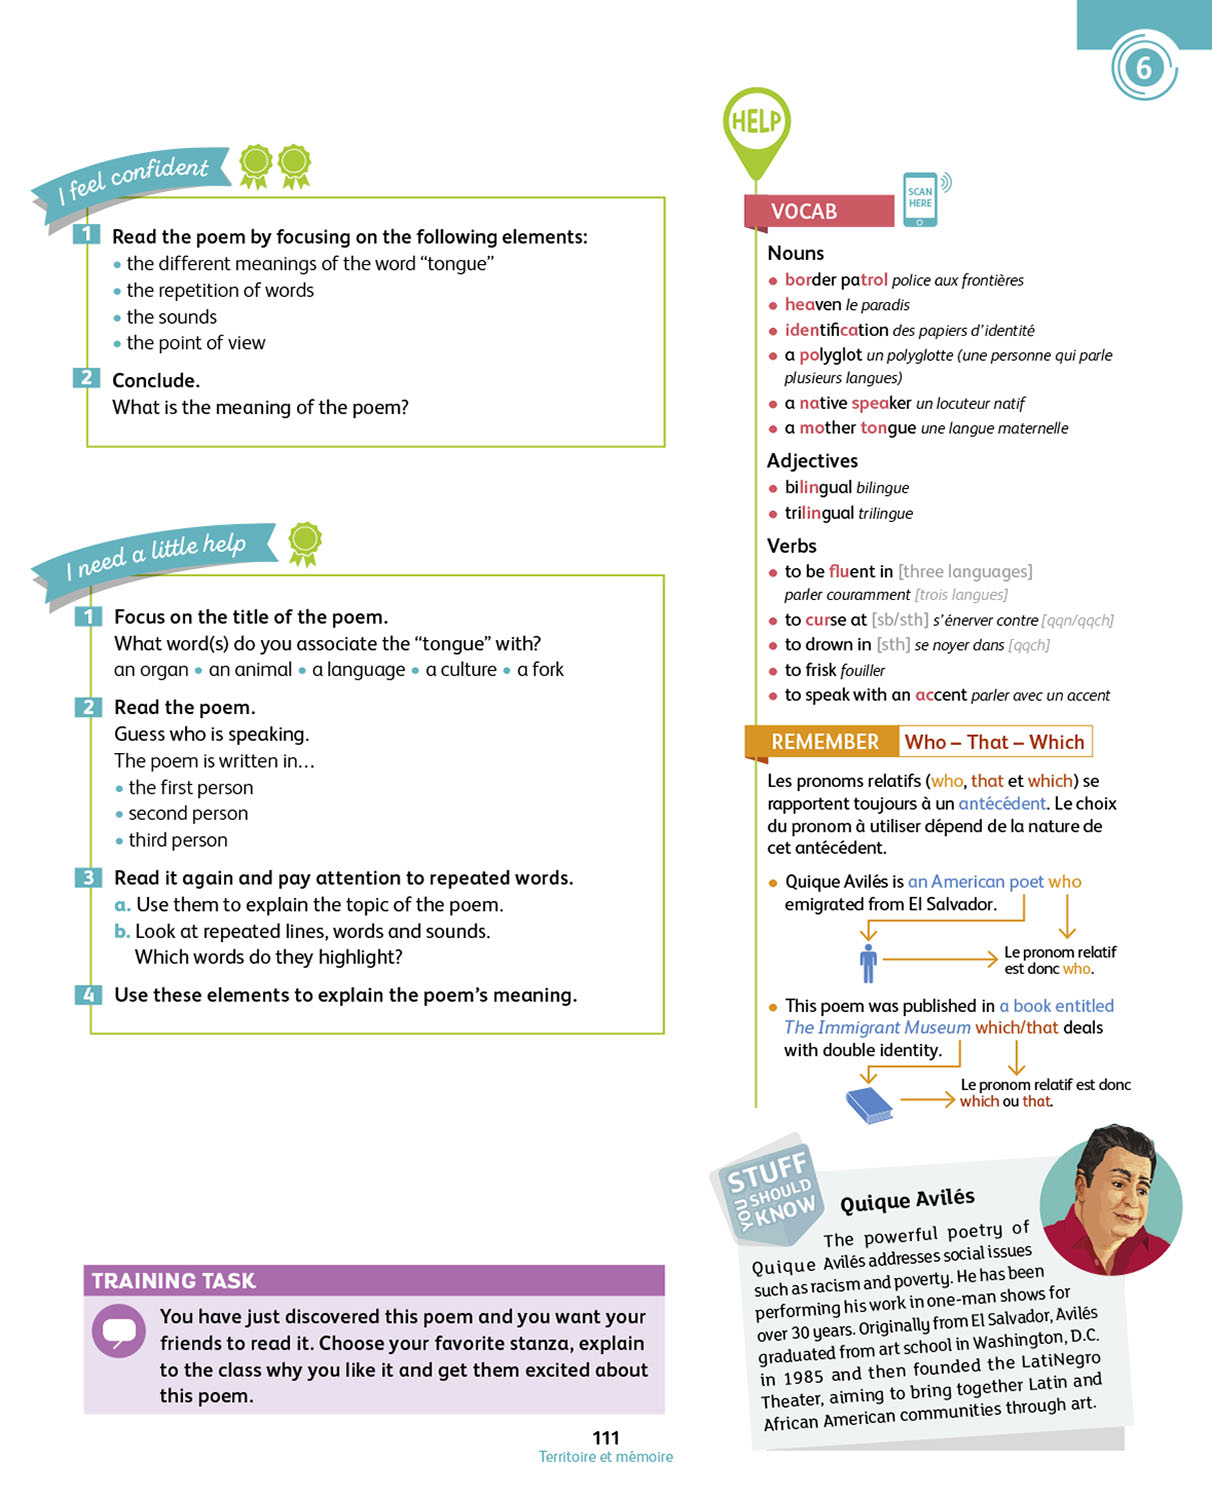 6
I feel confident
1 Read the poem by focusing on the following elements:
• the different meanings of the word “tongue”
• the repetition of words
• the sounds
• the point of view
2 Conclude.
What is the meaning of the poem?
I need a little help
1 Focus on the title of the poem.
What word(s) do you associate the “tongue” with?
an organ • an animal • a language • a culture • a fork
2 Read the poem.
Guess who is speaking.
The poem is written in…
• the first person
• second person
• third person
3 Read it again and pay attention to repeated words.
a. Use them to explain the topic of the poem.
b. Look at repeated lines, words and sounds.
Which words do they highlight?
4 Use these elements to explain the poem’s meaning.
TRAINING TASK
You have just discovered this poem and you want your
friends to read it. Choose your favorite stanza, explain
to the class why you like it and get them excited about
this poem.
HELP
VOCAB
SCAN
HERE
Nouns
• border patrol police aux frontières
• heaven le paradis
• identification des papiers d’identité
• a polyglot un polyglotte (une personne qui parle
plusieurs langues)
• a native speaker un locuteur natif
• a mother tongue une langue maternelle
Adjectives
• bilingual bilingue
• trilingual trilingue
Verbs
• to be fluent in [three languages]
parler couramment [trois langues]
• to curse at [sb/sth] s’énerver contre [qqn/qqch]
• to drown in [sth] se noyer dans [qqch]
• to frisk fouiller
• to speak with an accent parler avec un accent
REMEMBER Who – That – Which
Les pronoms relatifs (who, that et which) se
rapportent toujours à un antécédent. Le choix
du pronom à utiliser dépend de la nature de
cet antécédent.
• Quique Avilés is an American poet who
emigrated from El Salvador.
Le pronom relatif
est donc who.
• This poem was published in a book entitled
The Immigrant Museum which/that deals
with double identity.
Le pronom relatif est donc
which ou that.
STUFF
YOU SHOULD
KNOW
Quique Avilés
The powerful poetry of
Quique Avilés addresses social issues
such as racism and poverty. He has been
performing his work in one-man shows for
over 30 years. Originally from El Salvador, Avilés
graduated from art school in Washington, D.C.
in 1985 and then founded the LatiNegro
Theater, aiming to bring together Latin and
African American communities through art.
111
Territoire et mémoire